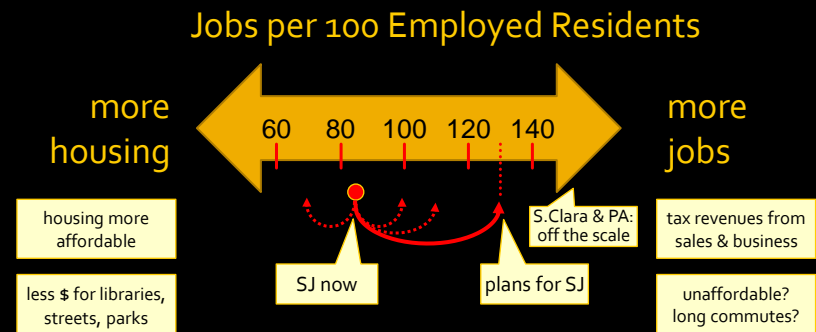 Jobs per 100 Employed Residents
more
housing
60 80 100 120 140
more
jobs
housing more
affordable
less $ for libraries,
streets, parks
SJ now
plans for SJ
S.Clara & PA:
off the scale
tax revenues from
sales & business
unaffordable?
long commutes?